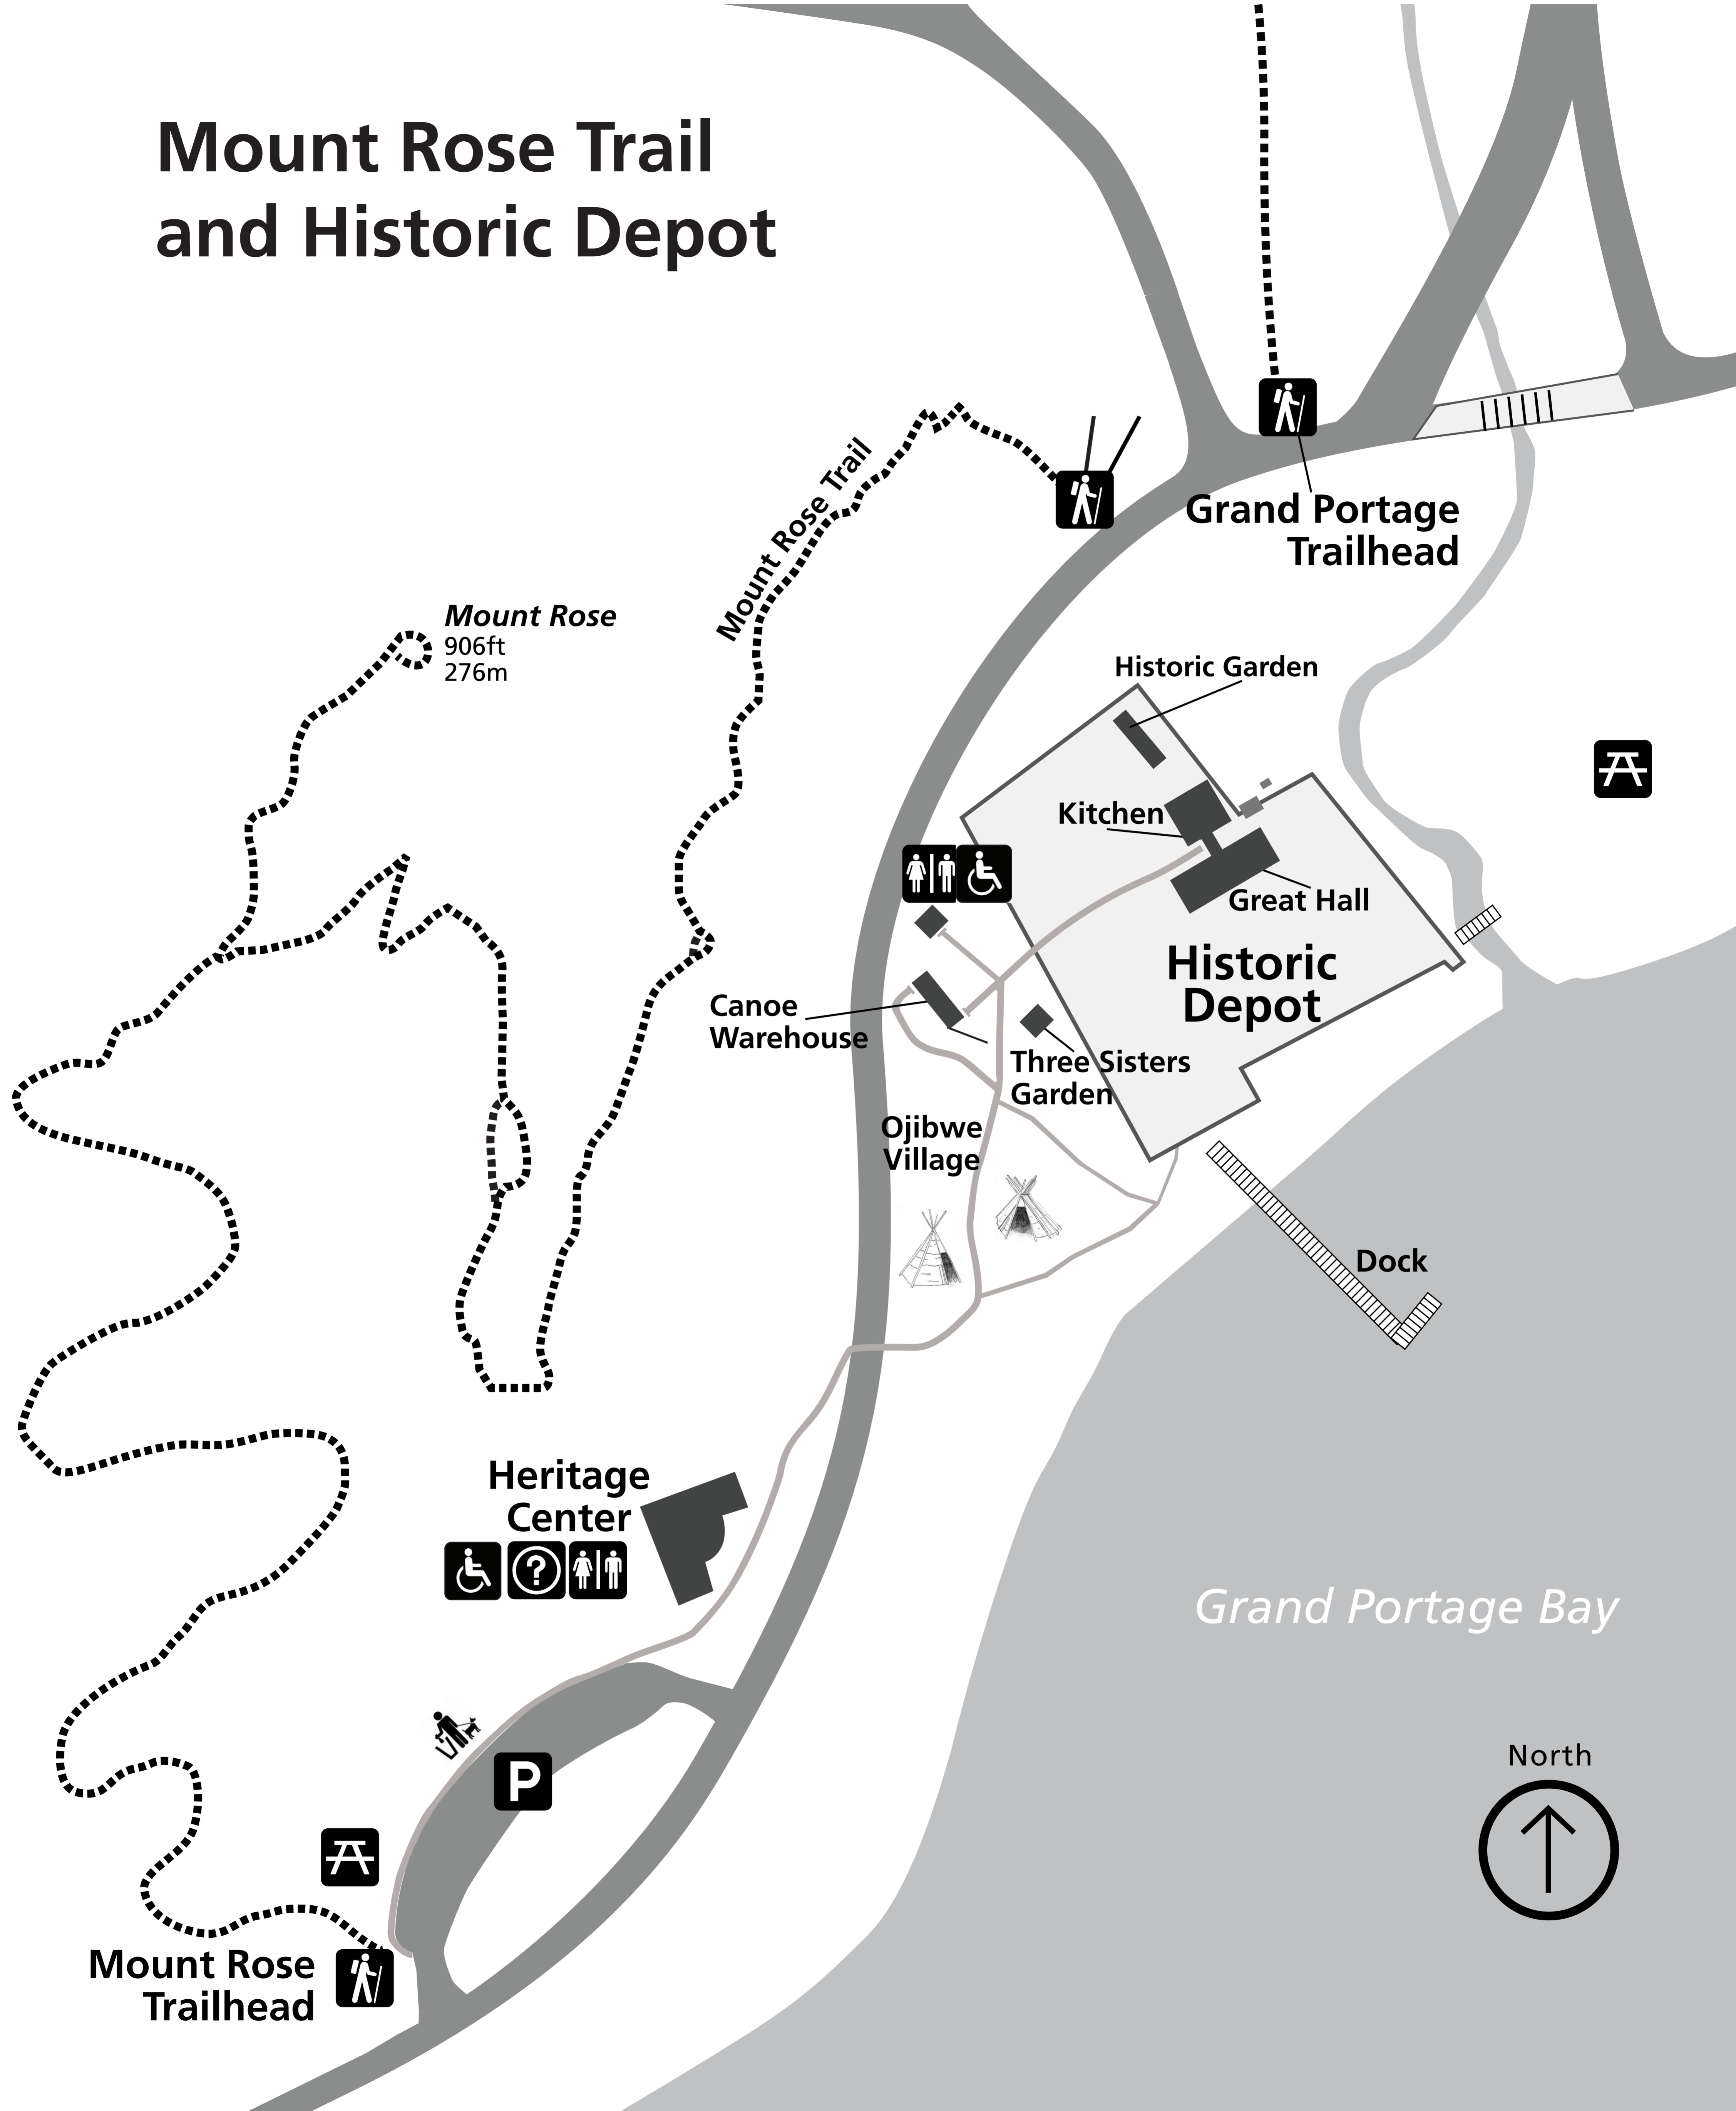 Mount Rose Trail
and Historic Depot
Grand Portage
Trailhead
Mount Rose Trail
Mount Rose
906ft
276m
Historic Garden
Kitchen
Great Hall
Historic
Depot
Canoe
Warehouse
Three Sisters
Garden
Ojibwe
Village
Dock
Heritage
Center
?
Grand Portage Bay
North
P
Mount Rose
Trailhead